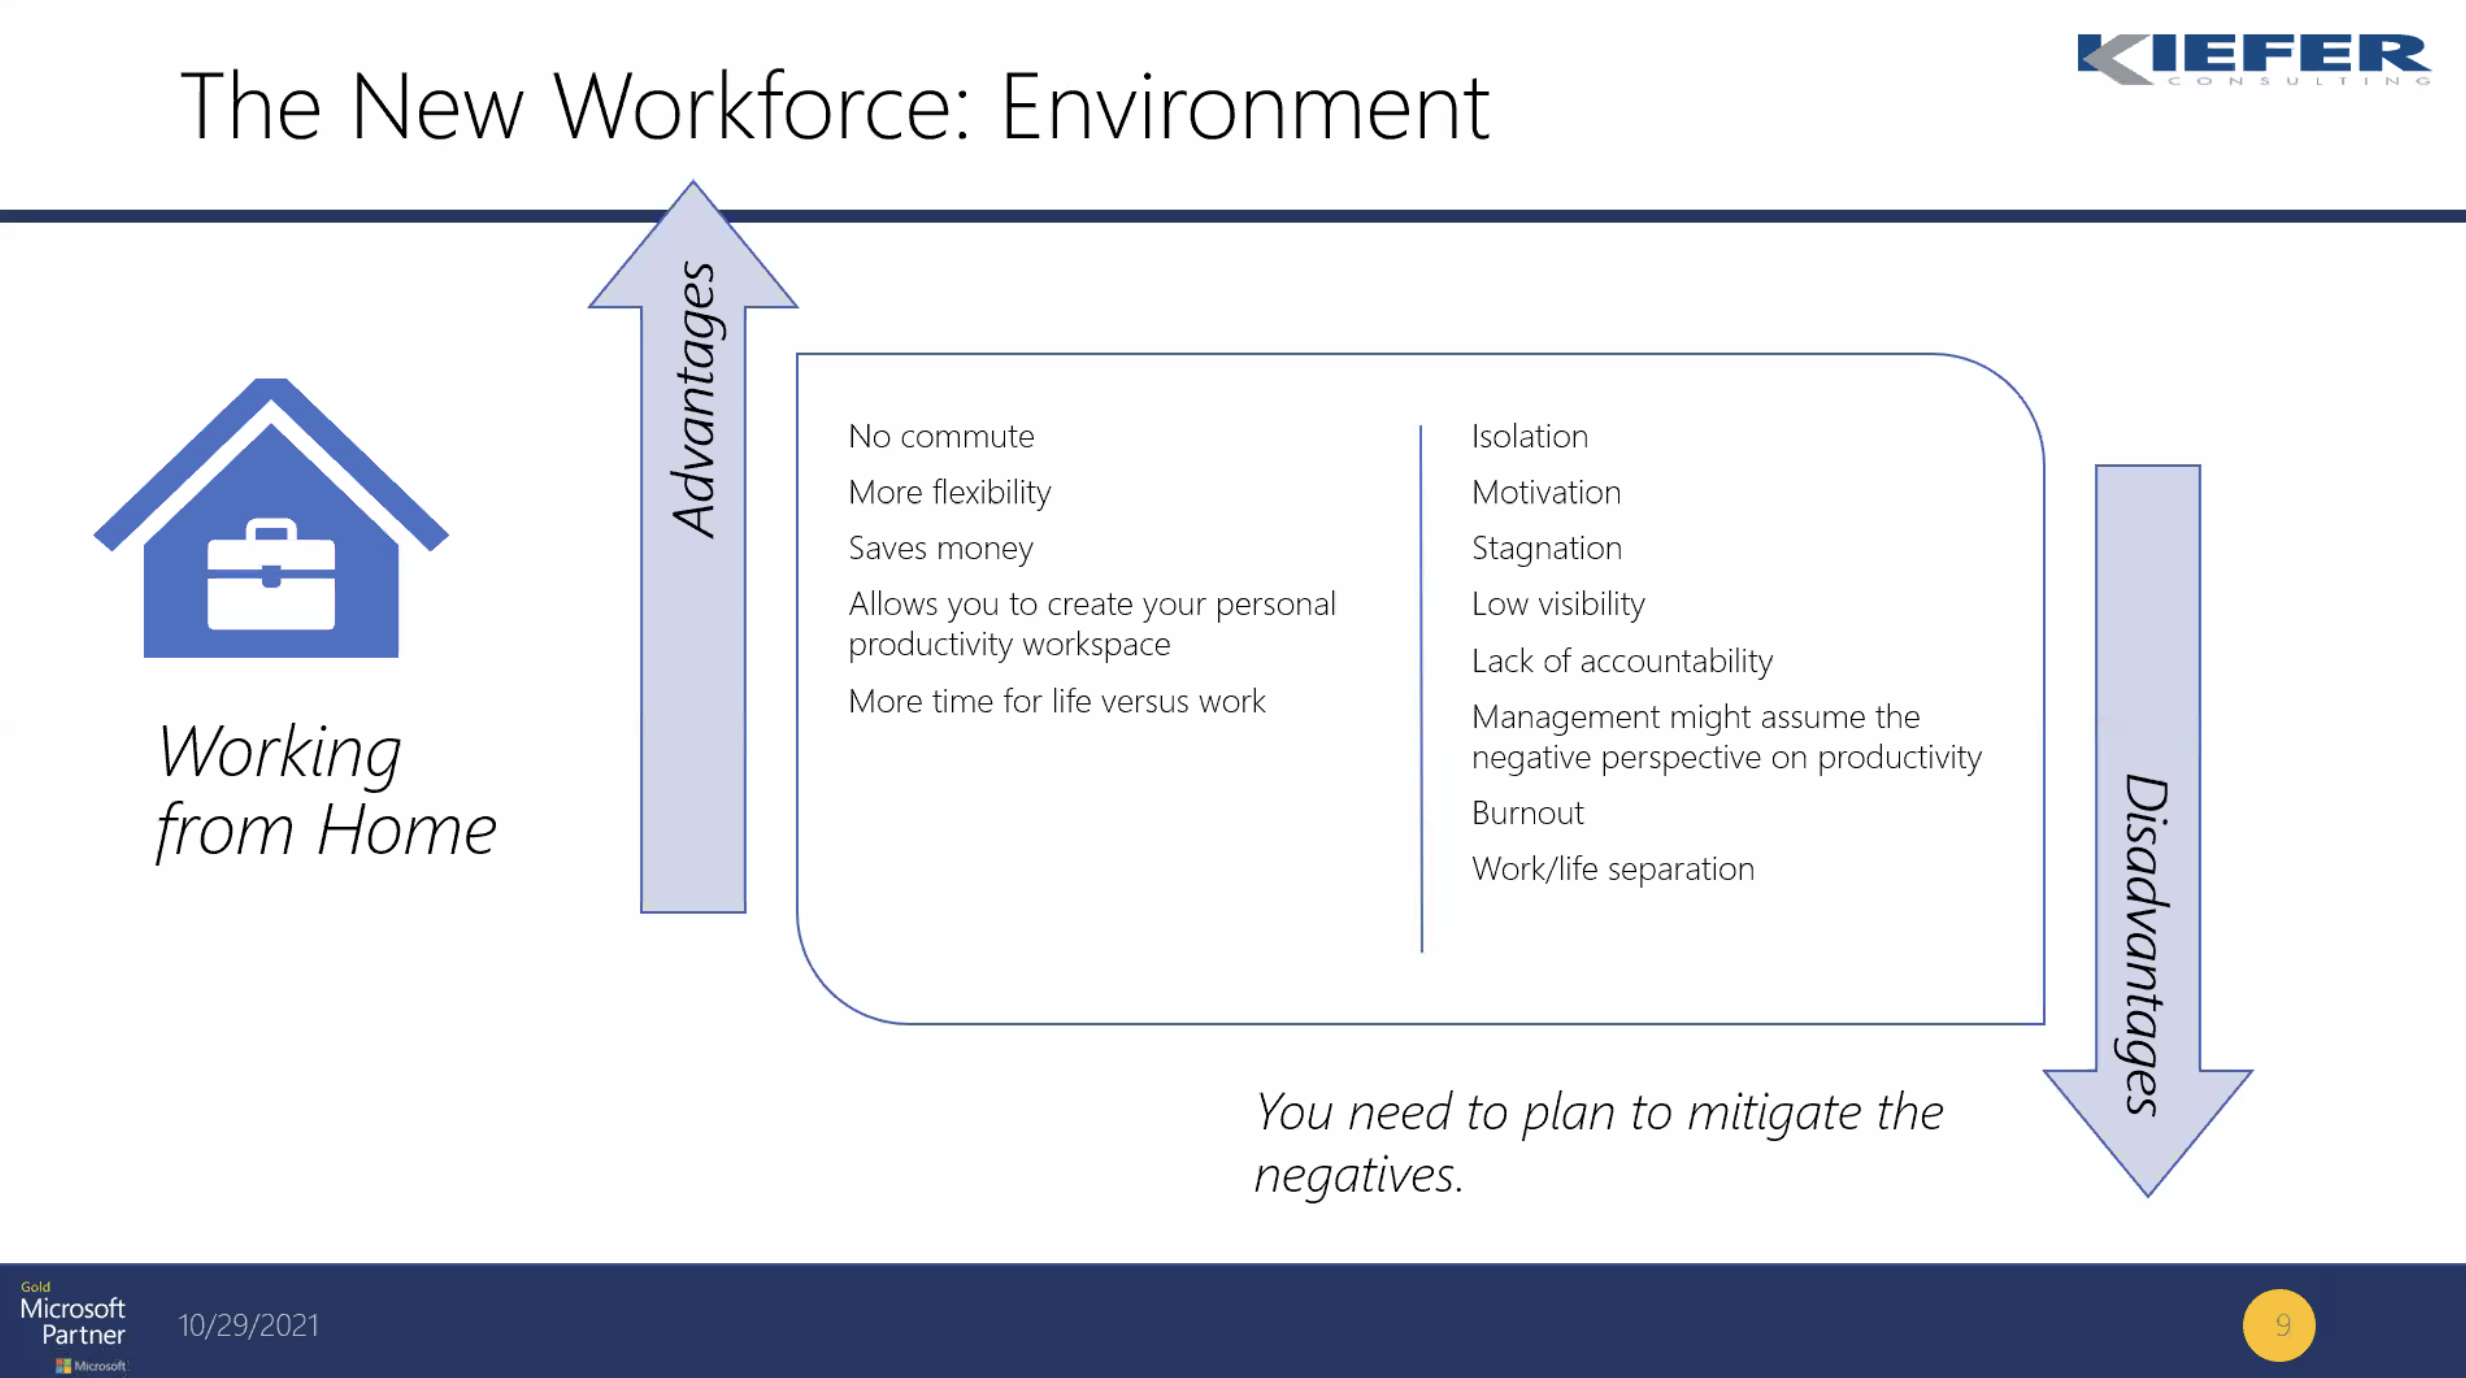 The New Workforce: Environment
KIEFER
CONSULTING
Advantages
Working
from Home
No commute
More flexibility
Saves money
Allows you to create your personal
productivity workspace
More time for life versus work
Isolation
Motivation
Stagnation
Low visibility
Lack of accountability
Management might assume the
negative perspective on productivity
Burnout
Work/life separation
Disadvantages
You need to plan to mitigate the
negatives.
Gold
Microsoft
Partner
Microsoft
10/29/2021
9